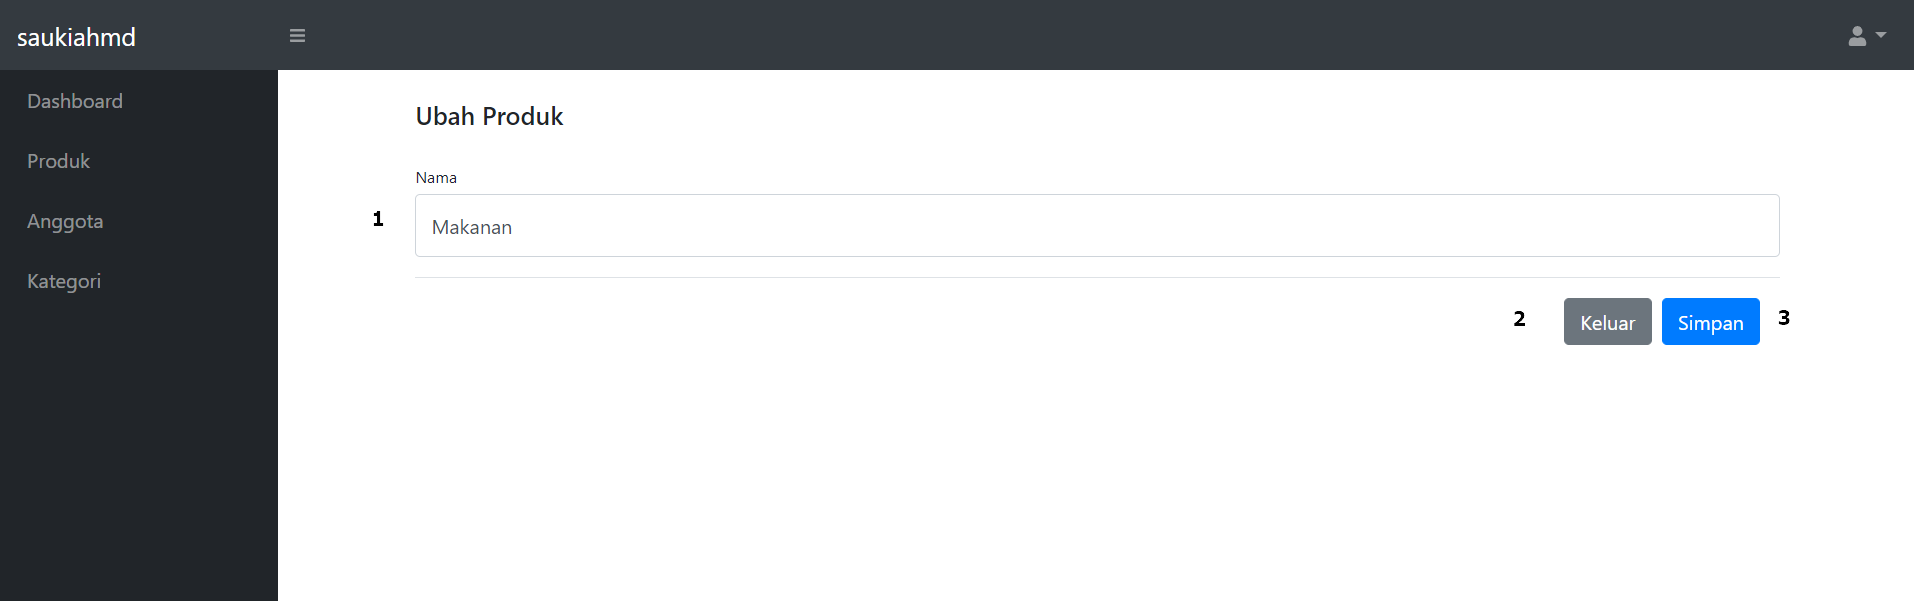 saukiahmd
Dashboard
Produk
Anggota
Kategori
Ubah Produk
Nama
1
Makanan
2
Keluar
Simpan
3